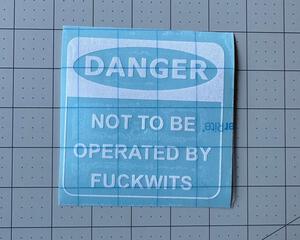 DANGER
NOT TO BE
OPERATED BY
FUCKWITS